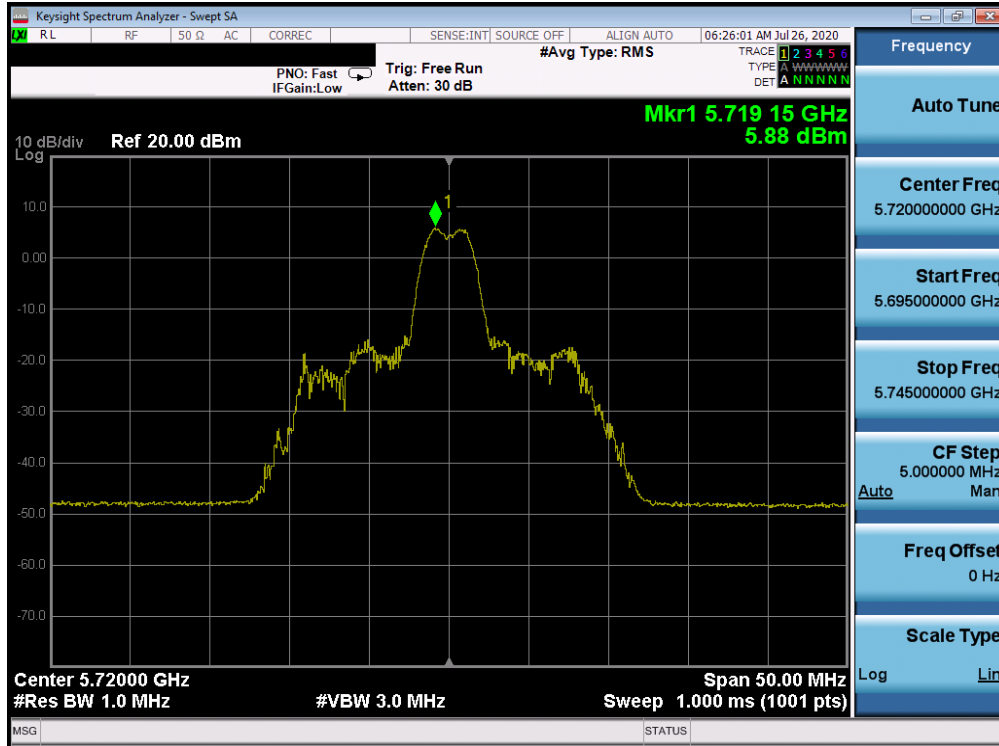 Keysight Spectrum Analyzer - Swept SA
LXI RL RF 50 Ω AC CORREC SENSE:INT SOURCE OFF ALIGN AUTO 06:26:01 AM Jul 26, 2020
#Avg Type: RMS
TRACE 1 2 3 4 5 6
PNO: Fast Trig: Free Run
TYPE A WWWWW
IFGain:Low Atten: 30 dB
DET A N N N N N
Mkr1 5.719 15 GHz
5.88 dBm
10 dB/div Ref 20.00 dBm
Log
1
10.0
0.00
-10.0
-20.0
-30.0
-40.0
-50.0
-60.0
-70.0
Center 5.72000 GHz Span 50.00 MHz
#Res BW 1.0 MHz #VBW 3.0 MHz Sweep 1.000 ms (1001 pts)
MSG STATUS
Frequency
Auto Tune
Center Freq
5.720000000 GHz
Start Freq
5.695000000 GHz
Stop Freq
5.745000000 GHz
CF Step
5.000000 MHz
Auto Man
Freq Offset
0 Hz
Scale Type
Log Lin